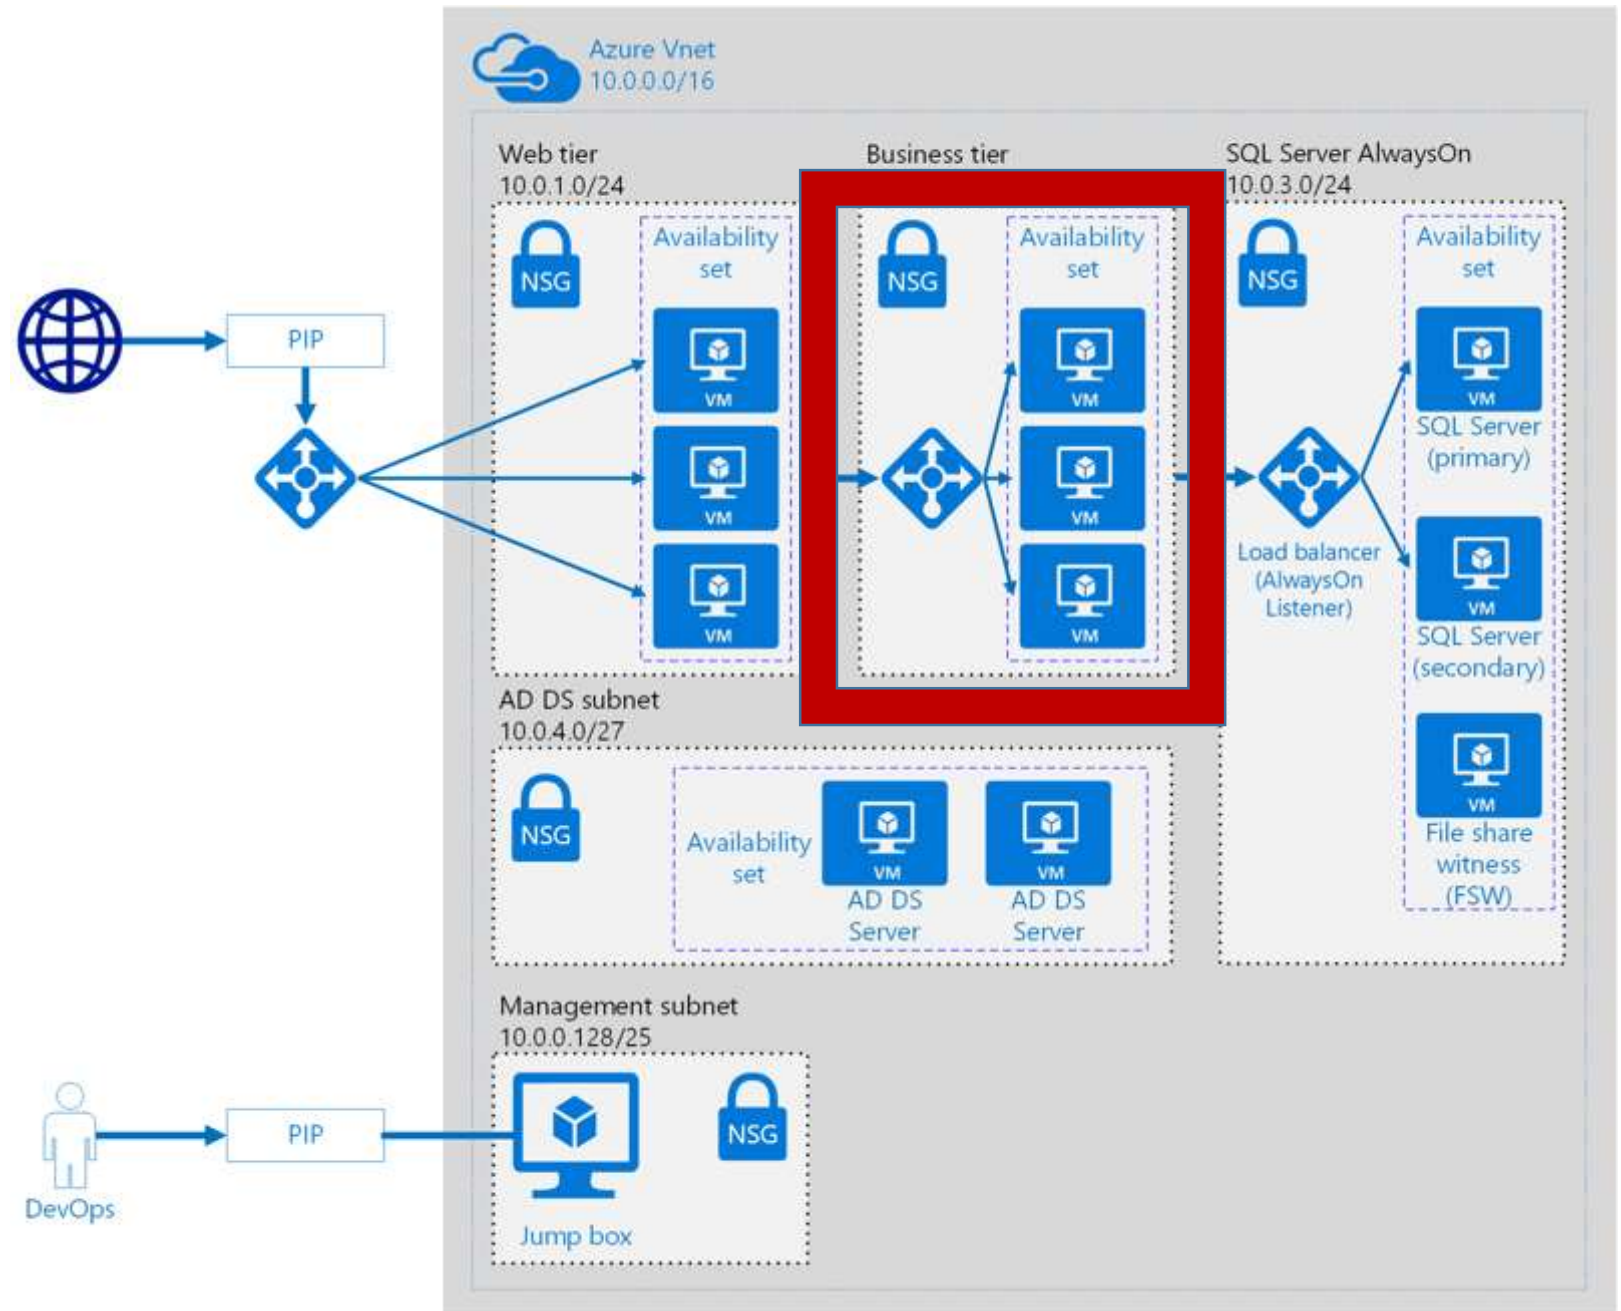 Azure Vnet
10.0.0.0/16
Web tier
10.0.1.0/24
NSG
Availability
set
VM
VM
VM
Business tier
NSG
Availability
set
VM
VM
VM
SQL Server AlwaysOn
10.0.3.0/24
NSG
Availability
set
VM
SQL Server
(primary)
Load balancer
(AlwaysOn
Listener)
VM
SQL Server
(secondary)
VM
File share
witness
(FSW)
PIP
AD DS subnet
10.0.4.0/27
NSG
Availability
set
VM
AD DS
Server
VM
AD DS
Server
Management subnet
10.0.0.128/25
NSG
Jump box
PIP
DevOps